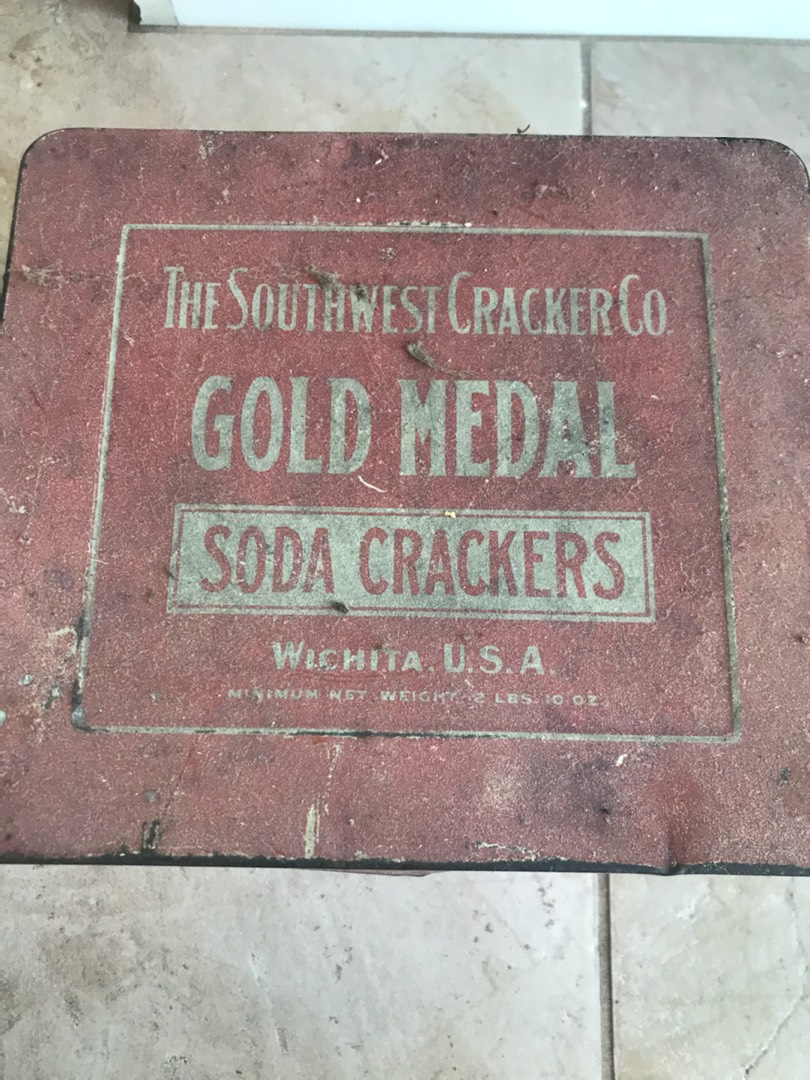 The Southwest Cracker Co.
GOLD MEDAL
SODA CRACKERS
WICHITA. U.S.A.
MINIMUM NET WEIGHT 2 LBS 10 OZ.